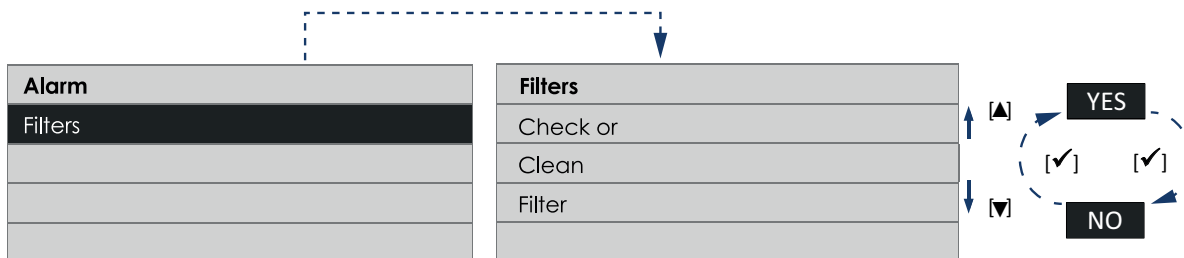 Alarm
Filters
Filters
Check or
Clean
Filter
[▲]
[▼]
YES
[✓] [✓]
NO